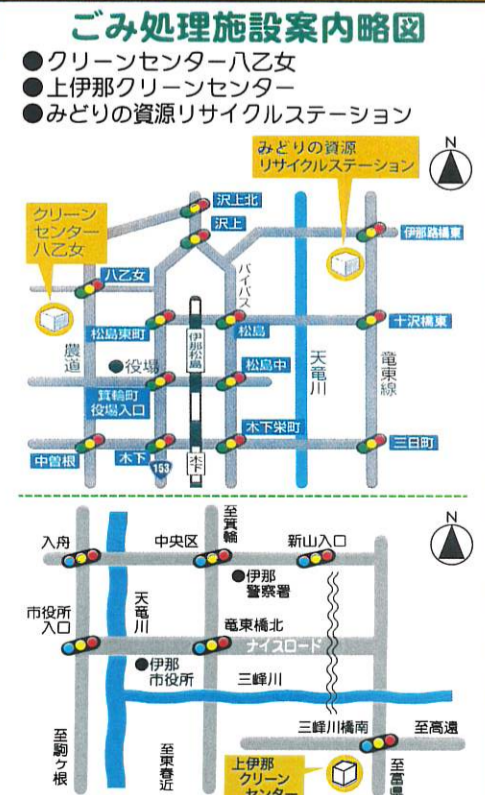 ごみ処理施設案内略図
●クリーンセンター八乙女
●上伊那クリーンセンター
●みどりの資源リサイクルステーション
みどりの資源
リサイクルステーション
N
クリーン
センター
八乙女
沢上北
沢上
伊那路橋東
八乙女
バイパス
松島東町
伊那松島
松島
十沢橋東
農道
●役場
松島中
天竜川
竜東線
箕輪町
役場入口
木下栄町
中曽根
木下
153
木下
三日町
入舟
中央区
至箕輪
新山入口
N
●伊那
警察署
市役所
入口
天竜川
竜東橋北
ナイスロード
●伊那
市役所
三峰川
三峰川橋南
至高遠
至駒ヶ根
至東春近
上伊那
クリーン
センター
至富県